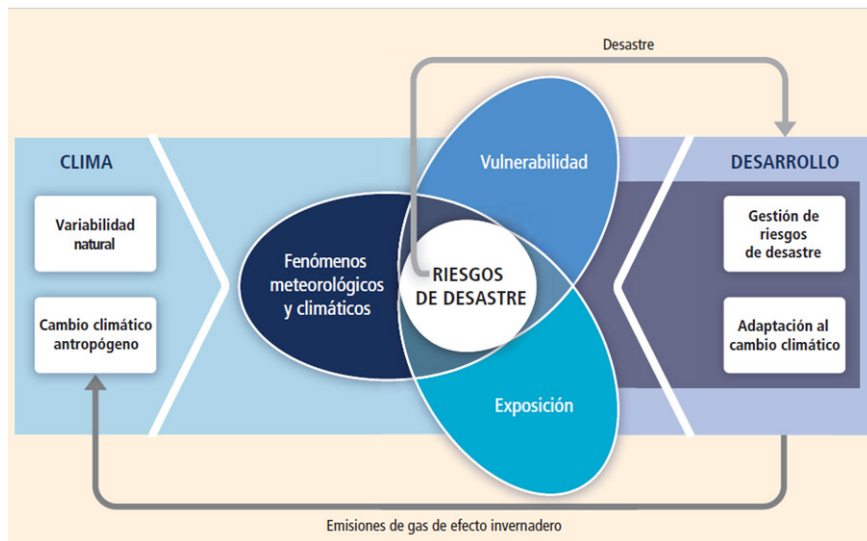 Desastre
CLIMA
Variabilidad
natural
Cambio climático
antropógeno
Fenómenos
meteorológicos
y climáticos
Vulnerabilidad
RIESGOS
DE DESASTRE
Exposición
DESARROLLO
Gestión de
riesgos
de desastre
Adaptación al
cambio climático
Emisiones de gas de efecto invernadero